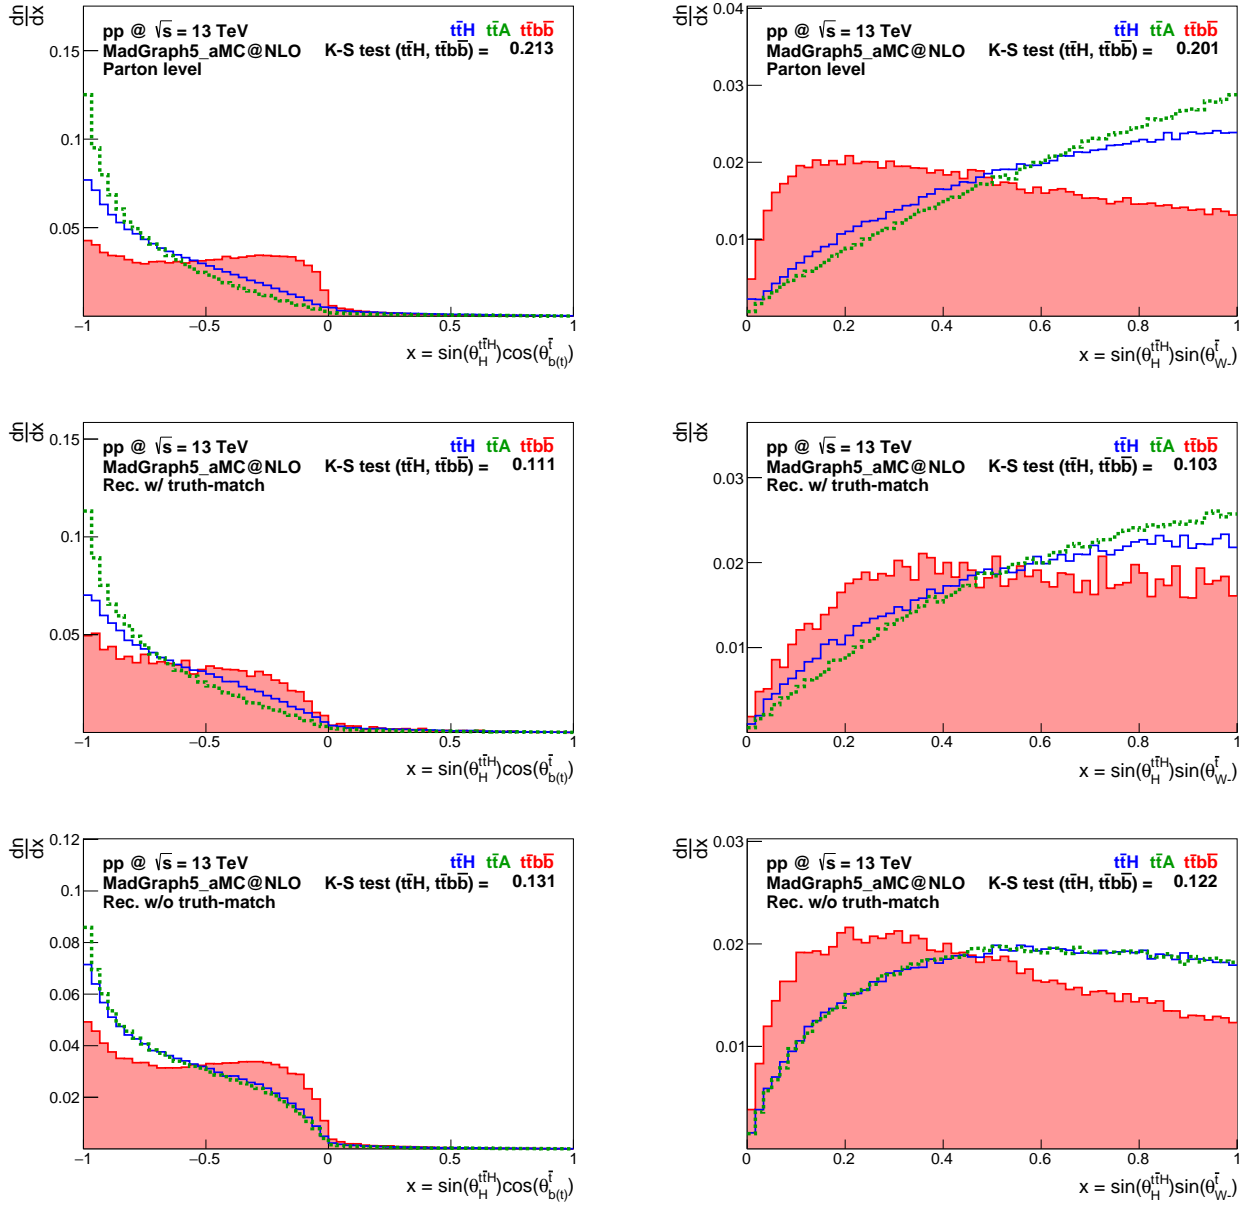 dn/dx
pp @ √s = 13 TeV tt̄H tt̄A tt̄bb̄
MadGraph5_aMC@NLO K-S test (tt̄H, tt̄bb̄) = 0.213
Parton level
0.15
0.1
0.05
−1 −0.5 0 0.5 1
x = sin(θ_H^{tt̄H})cos(θ_{b(t)}^{t̄})
dn/dx
pp @ √s = 13 TeV tt̄H tt̄A tt̄bb̄
MadGraph5_aMC@NLO K-S test (tt̄H, tt̄bb̄) = 0.201
Parton level
0.04
0.03
0.02
0.01
0 0.2 0.4 0.6 0.8 1
x = sin(θ_H^{tt̄H})sin(θ_{W-}^{t̄})
dn/dx
pp @ √s = 13 TeV tt̄H tt̄A tt̄bb̄
MadGraph5_aMC@NLO K-S test (tt̄H, tt̄bb̄) = 0.111
Rec. w/ truth-match
0.15
0.1
0.05
−1 −0.5 0 0.5 1
x = sin(θ_H^{tt̄H})cos(θ_{b(t)}^{t̄})
dn/dx
pp @ √s = 13 TeV tt̄H tt̄A tt̄bb̄
MadGraph5_aMC@NLO K-S test (tt̄H, tt̄bb̄) = 0.103
Rec. w/ truth-match
0.03
0.02
0.01
0 0.2 0.4 0.6 0.8 1
x = sin(θ_H^{tt̄H})sin(θ_{W-}^{t̄})
dn/dx
0.12
pp @ √s = 13 TeV tt̄H tt̄A tt̄bb̄
MadGraph5_aMC@NLO K-S test (tt̄H, tt̄bb̄) = 0.131
Rec. w/o truth-match
0.1
0.08
0.06
0.04
0.02
−1 −0.5 0 0.5 1
x = sin(θ_H^{tt̄H})cos(θ_{b(t)}^{t̄})
dn/dx
0.03
pp @ √s = 13 TeV tt̄H tt̄A tt̄bb̄
MadGraph5_aMC@NLO K-S test (tt̄H, tt̄bb̄) = 0.122
Rec. w/o truth-match
0.02
0.01
0 0.2 0.4 0.6 0.8 1
x = sin(θ_H^{tt̄H})sin(θ_{W-}^{t̄})